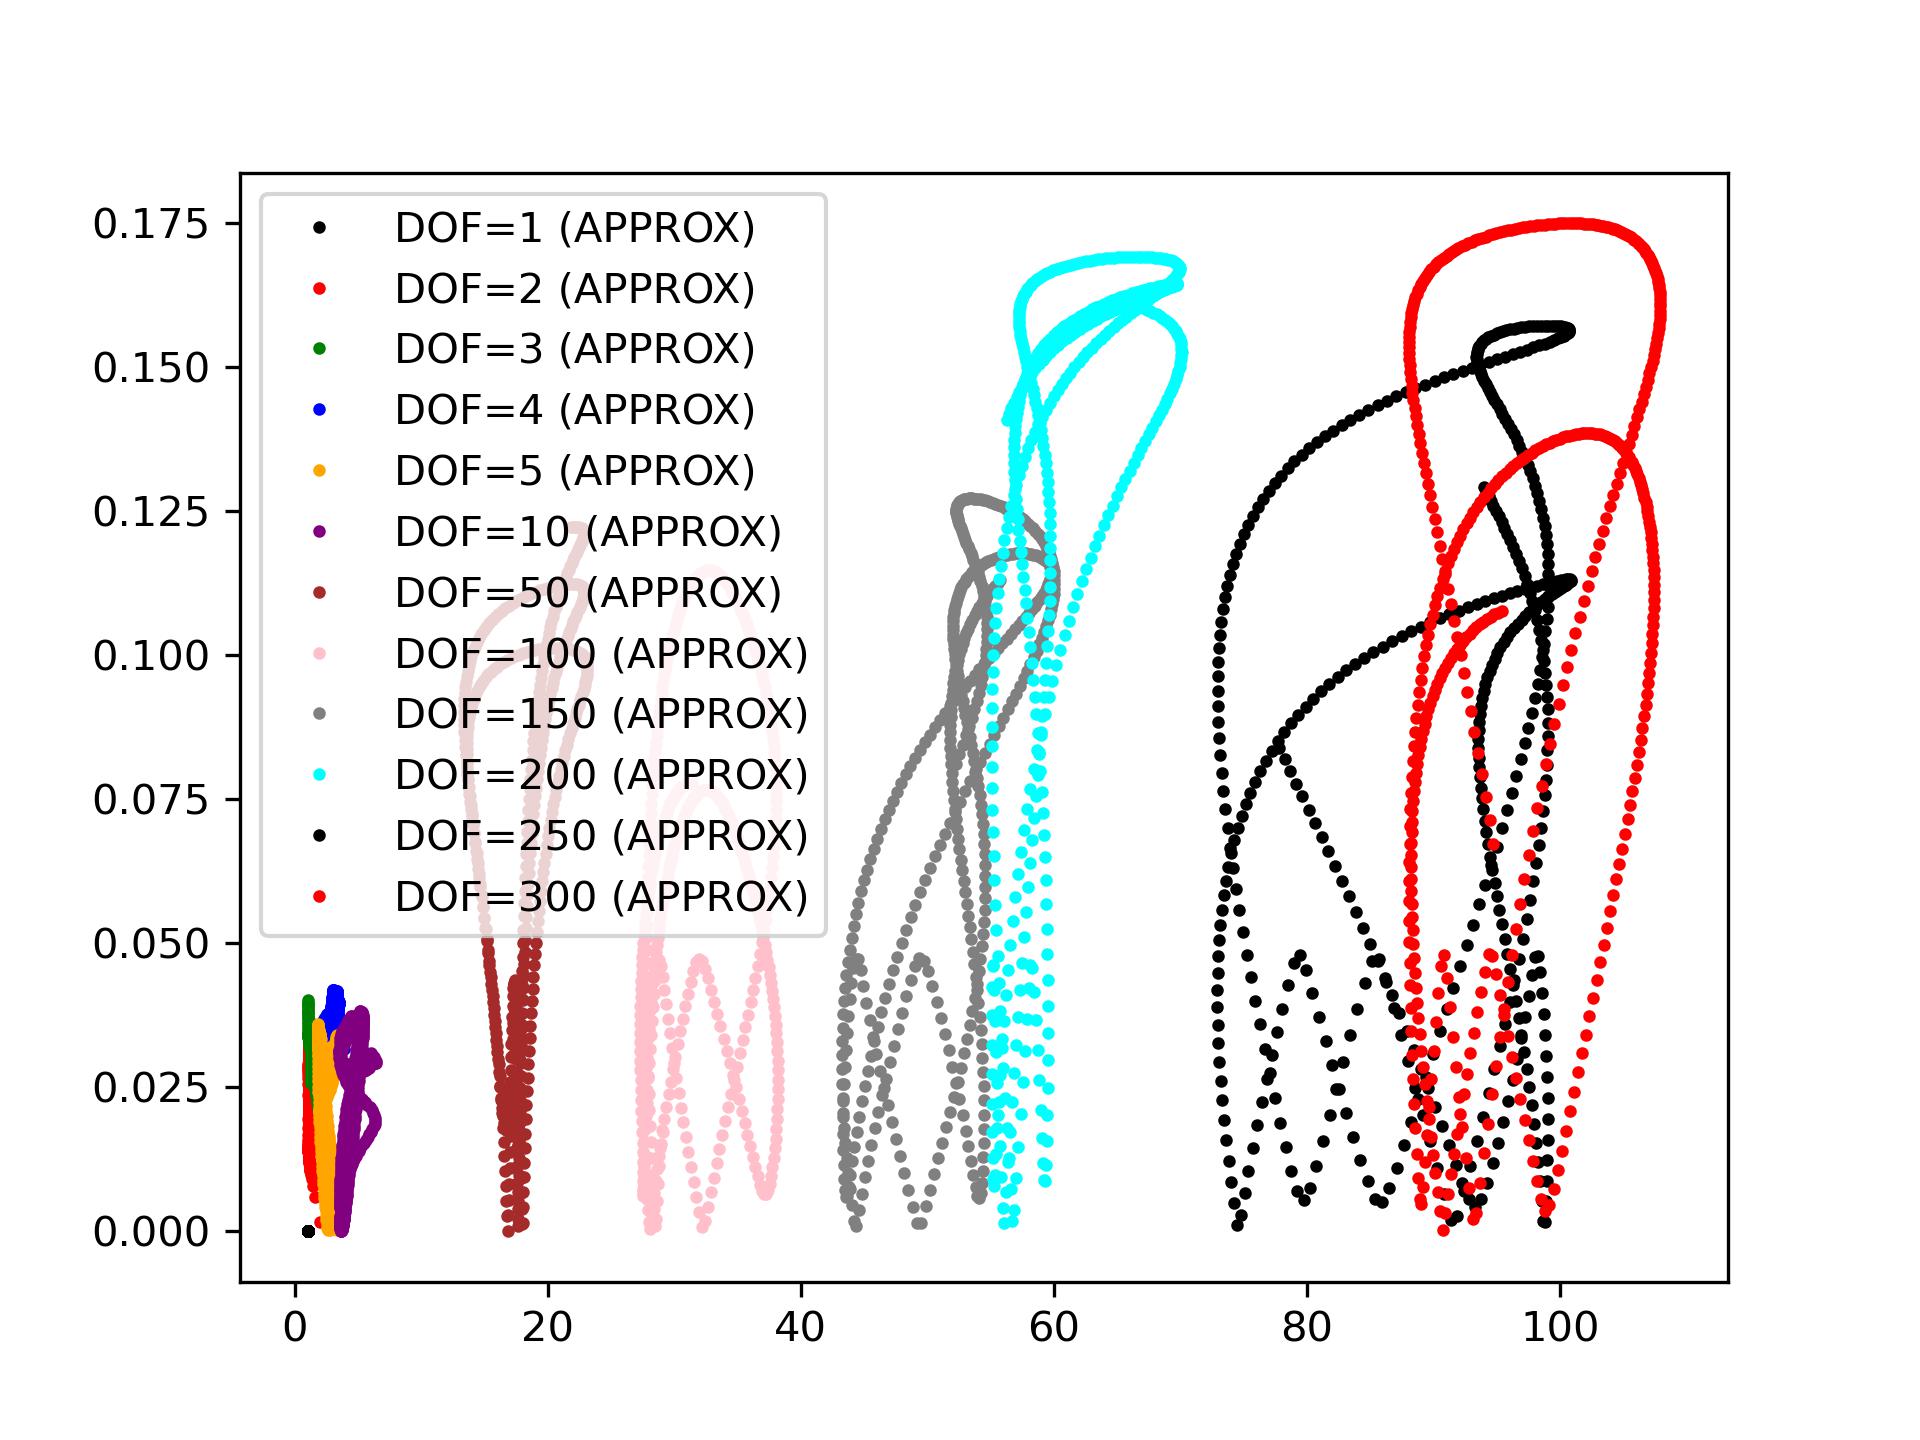 0.175
0.150
0.125
0.100
0.075
0.050
0.025
0.000
DOF=1 (APPROX)
DOF=2 (APPROX)
DOF=3 (APPROX)
DOF=4 (APPROX)
DOF=5 (APPROX)
DOF=10 (APPROX)
DOF=50 (APPROX)
DOF=100 (APPROX)
DOF=150 (APPROX)
DOF=200 (APPROX)
DOF=250 (APPROX)
DOF=300 (APPROX)
0 20 40 60 80 100